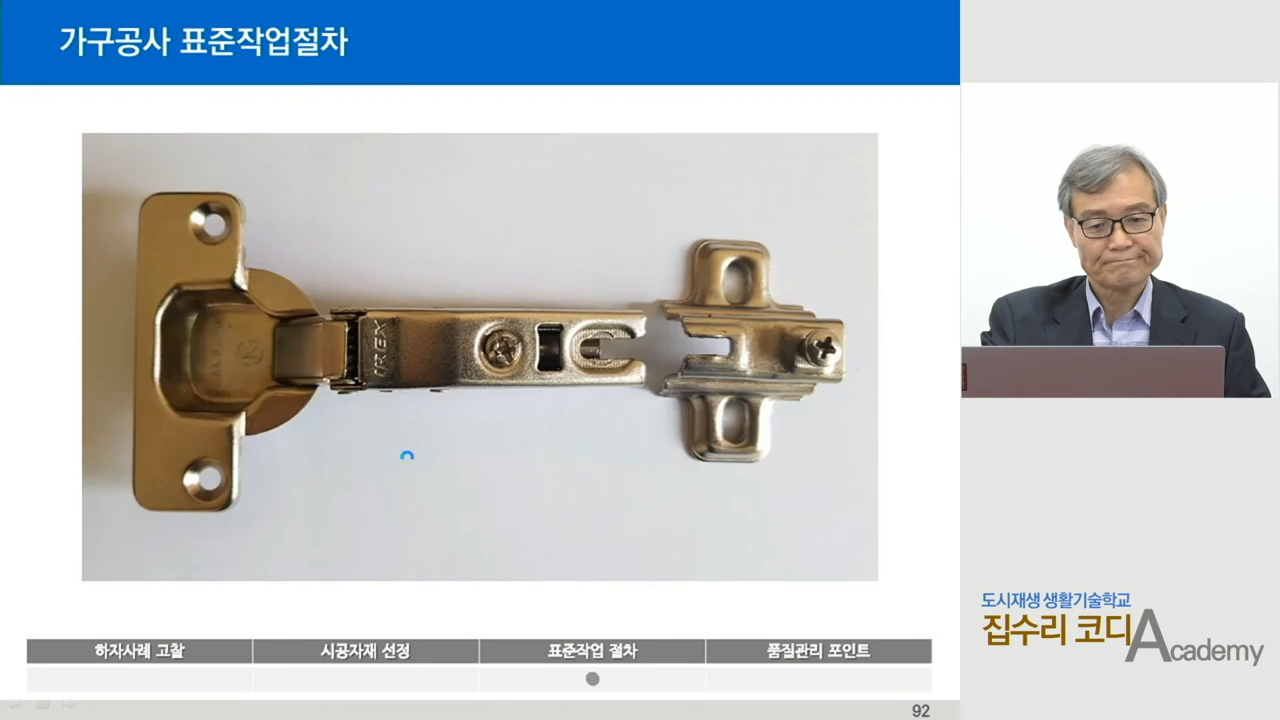 가구공사 표준작업절차
IREX
하자사례 고찰
시공자재 선정
표준작업 절차
품질관리 포인트
92
도시재생 생활기술학교
집수리 코디Academy